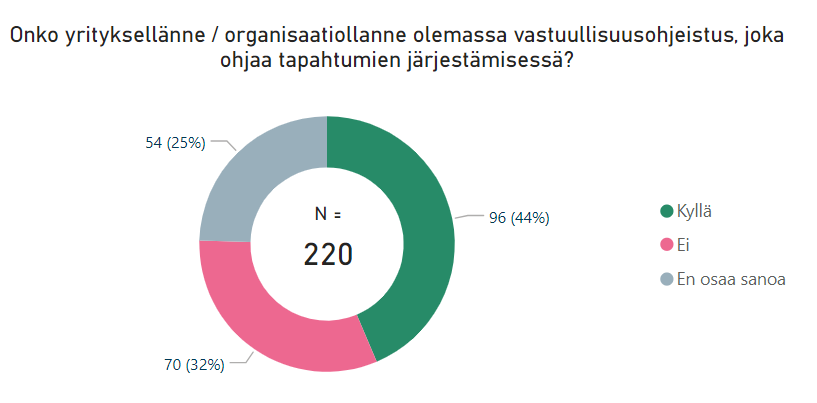 Onko yrityksellänne / organisaatiollanne olemassa vastuullisuusohjeistus, joka
ohjaa tapahtumien järjestämisessä?
54 (25%)
96 (44%)
70 (32%)
N =
220
Kyllä
Ei
En osaa sanoa